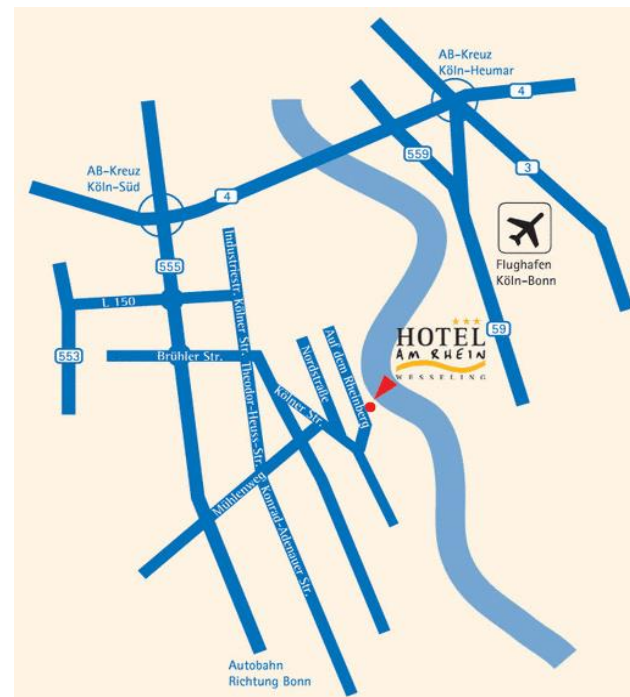 AB-Kreuz
Köln-Heumar
4
559
3
AB-Kreuz
Köln-Süd
4
Flughafen
Köln-Bonn
555
Industriestr.
Kölner Str.
Theodor-Heuss-Str.
Konrad-Adenauer Str.
L 150
553
Brühler Str.
59
HOTEL
AM RHEIN
WESSELING
Nordstraße
Auf dem Rheinberg
Kölner Str.
Mühlenweg
Autobahn
Richtung Bonn